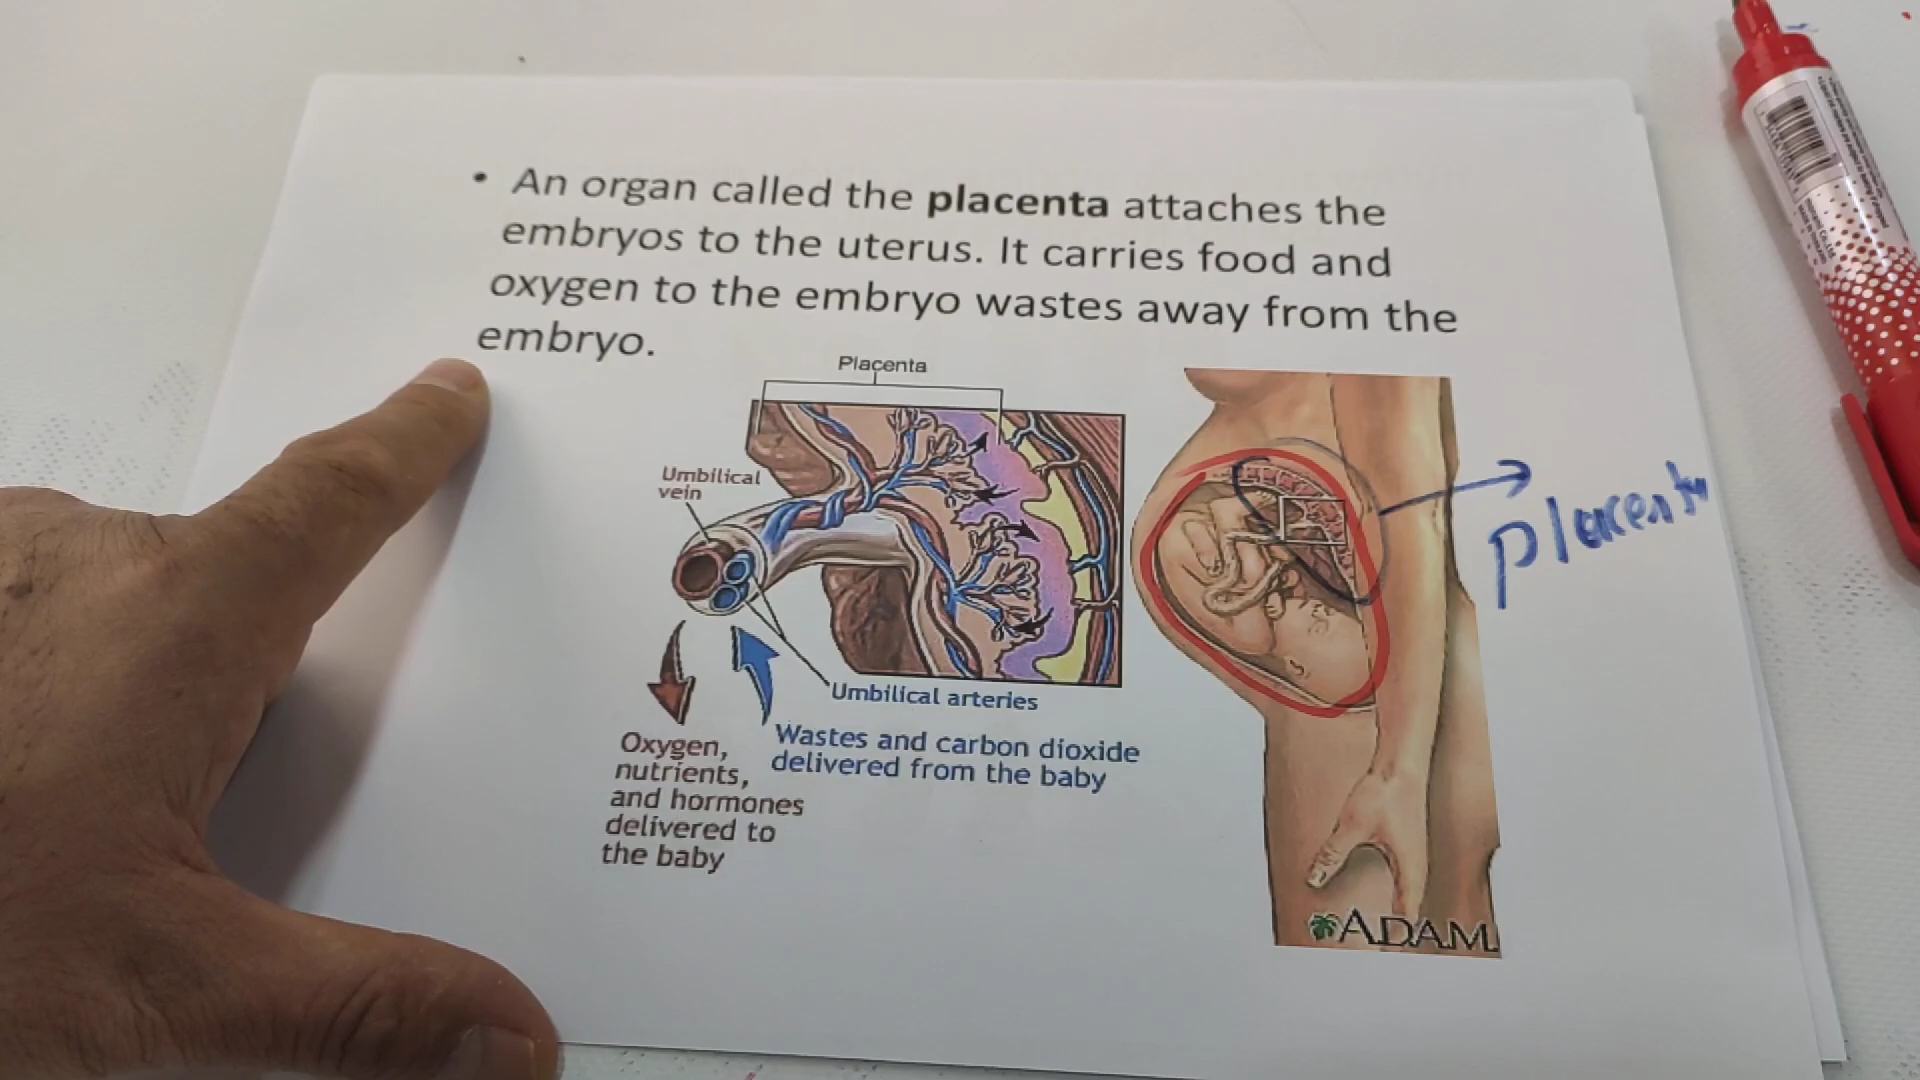 • An organ called the placenta attaches the
embryos to the uterus. It carries food and
oxygen to the embryo wastes away from the
embryo.
Placenta
Umbilical
vein
Placenta
Umbilical arteries
Oxygen,
nutrients,
and hormones
delivered to
the baby
Wastes and carbon dioxide
delivered from the baby
A.D.A.M.